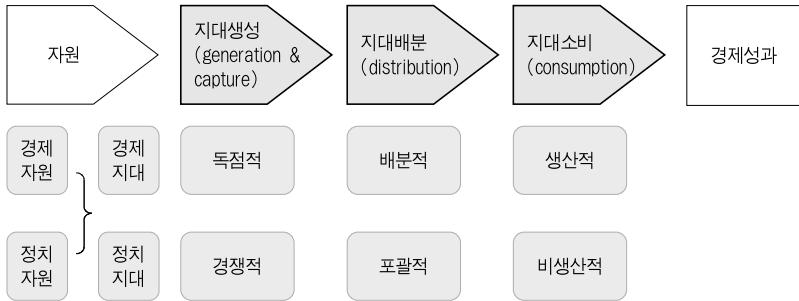 자원
지대생성
(generation &
capture)
지대배분
(distribution)
지대소비
(consumption)
경제성과
경제
자원
경제
지대
독점적
배분적
생산적
정치
자원
정치
지대
경쟁적
포괄적
비생산적